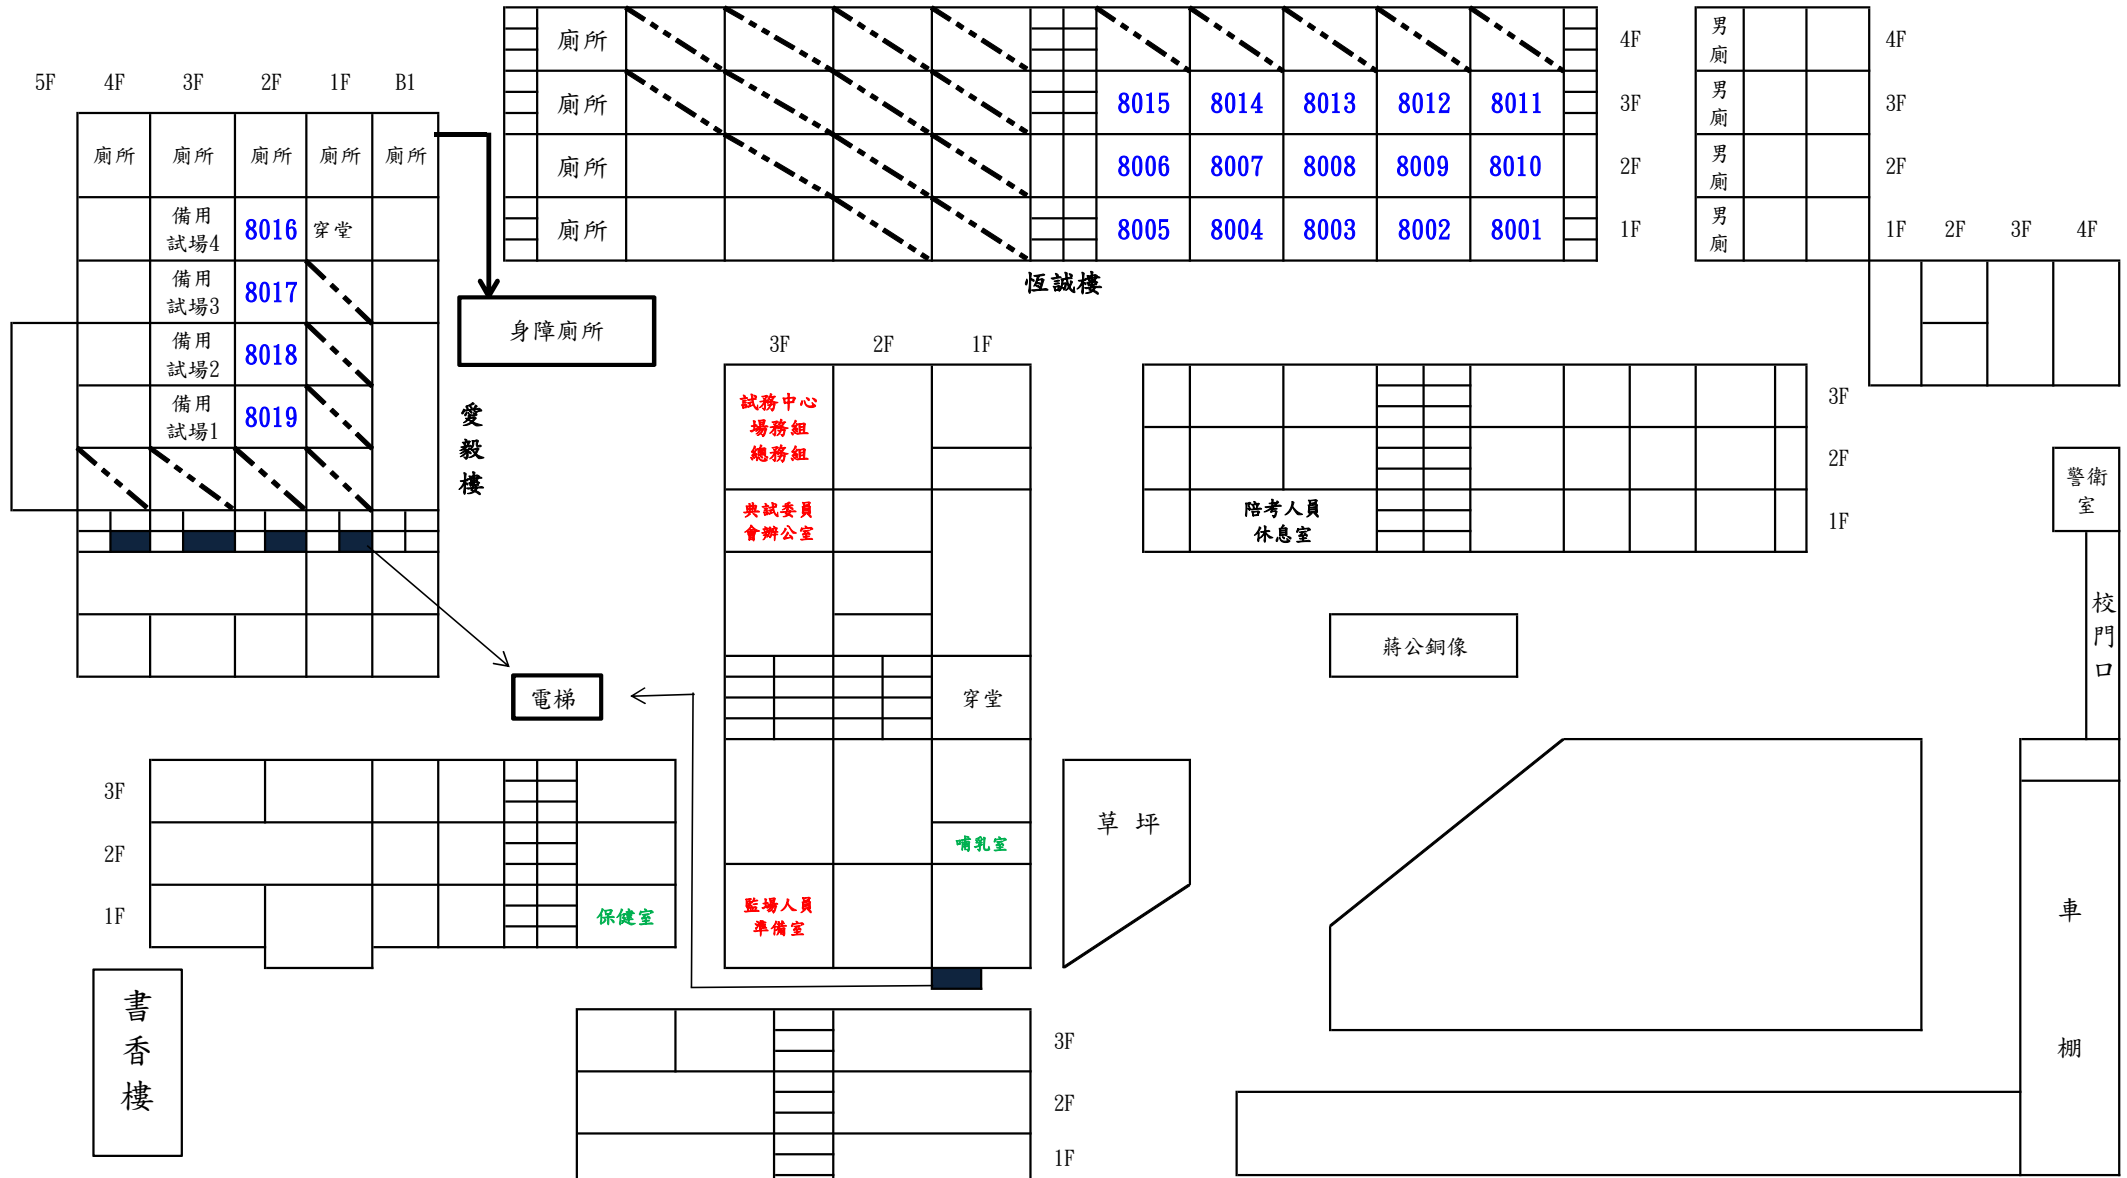 5F 4F 3F 2F 1F B1
廁所 廁所 廁所 廁所 廁所
備用
試場4
8016
穿堂
備用
試場3
8017
備用
試場2
8018
備用
試場1
8019
愛毅樓
身障廁所
電梯
廁所 4F
廁所 8015 8014 8013 8012 8011 3F
廁所 8006 8007 8008 8009 8010 2F
廁所 8005 8004 8003 8002 8001 1F
恆誠樓
男廁 4F
男廁 3F
男廁 2F
男廁 1F 2F 3F 4F
3F 2F 1F
試務中心
場務組
總務組
典試委員
會辦公室
穿堂
哺乳室
監場人員
準備室
3F
2F
陪考人員
休息室
1F
警衛室
校門口
蔣公銅像
草 坪
車棚
3F
2F
1F
保健室
書香樓
3F
2F
1F